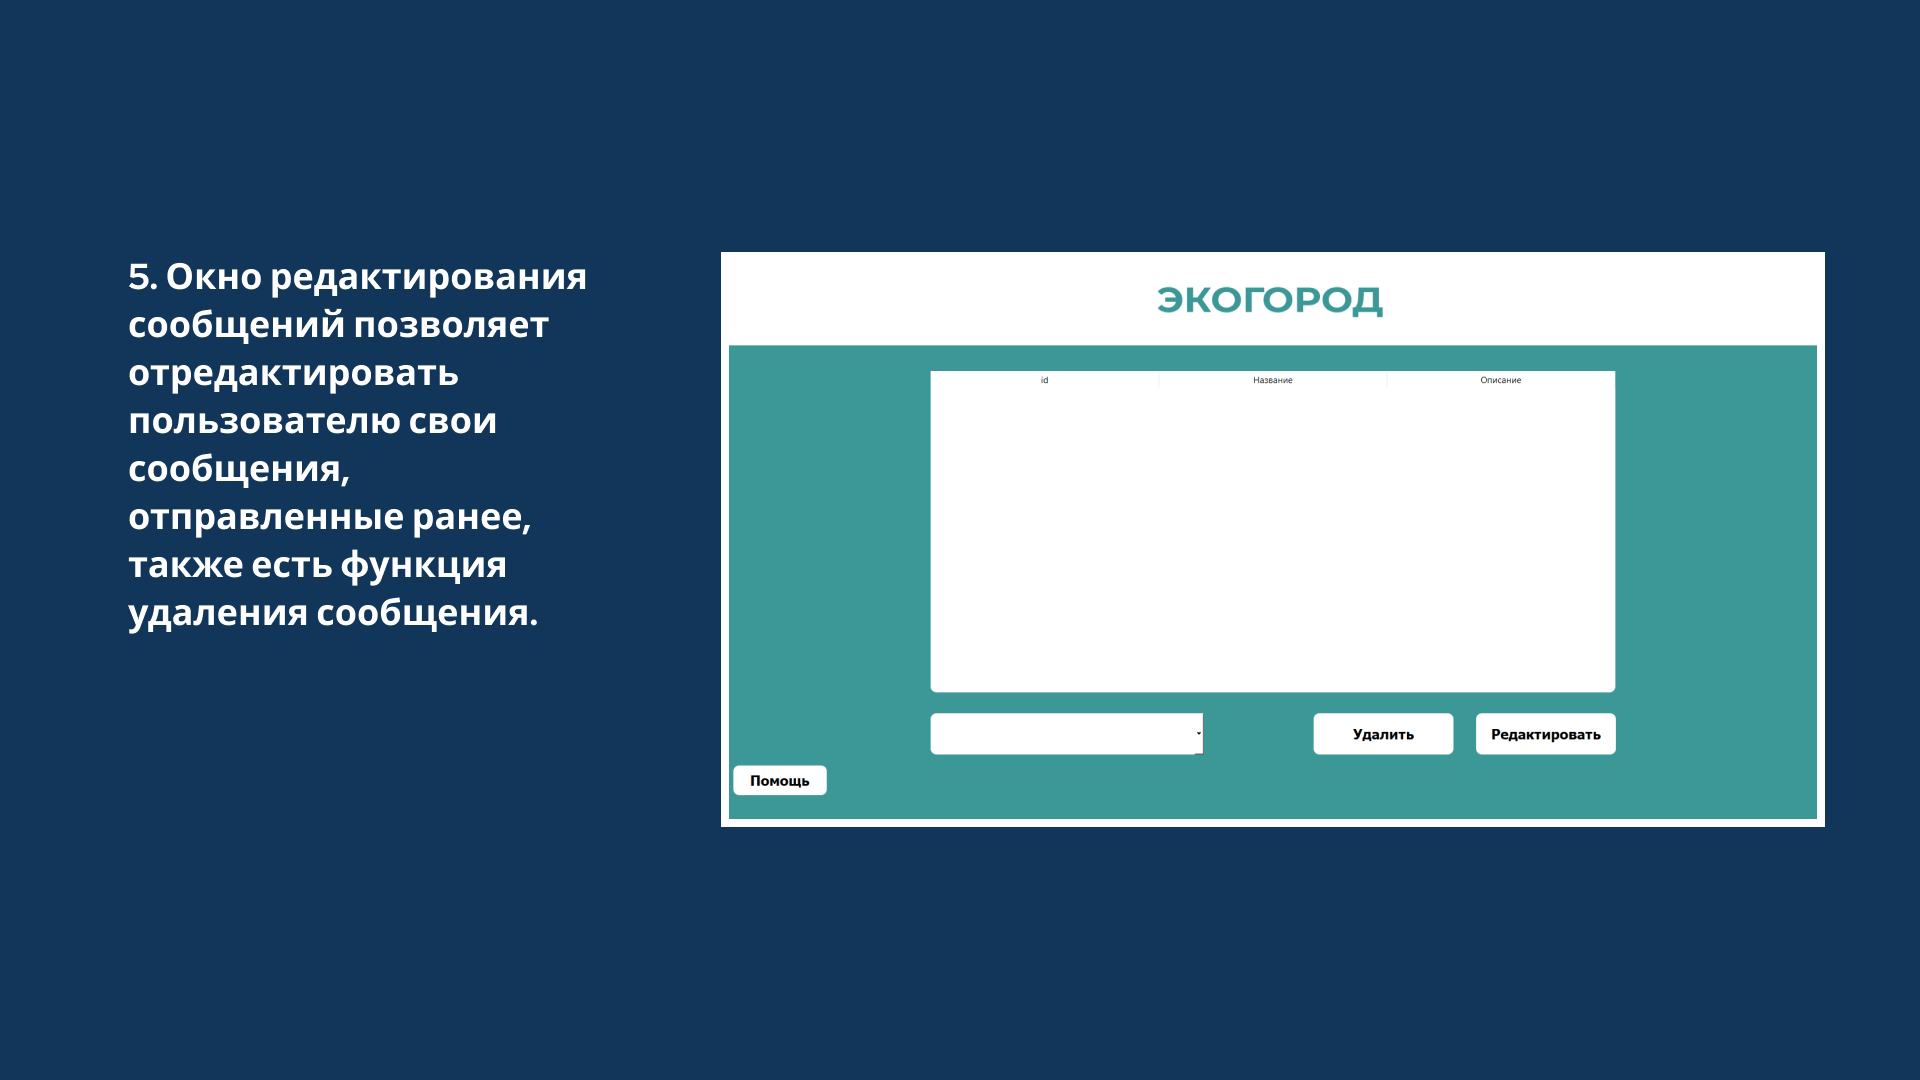 5. Окно редактирования
сообщений позволяет
отредактировать
пользователю свои
сообщения,
отправленные ранее,
также есть функция
удаления сообщения.
ЭКОГОРОД
id Название Описание
Удалить Редактировать
Помощь